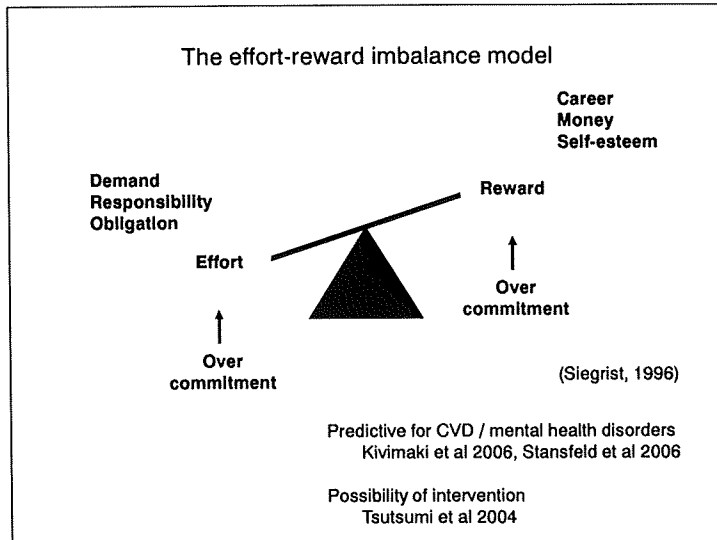 The effort-reward imbalance model
Career
Money
Self-esteem
Demand
Responsibility
Obligation
Reward
Effort
Over
commitment
Over
commitment
(Siegrist, 1996)
Predictive for CVD / mental health disorders
Kivimaki et al 2006, Stansfeld et al 2006
Possibility of intervention
Tsutsumi et al 2004